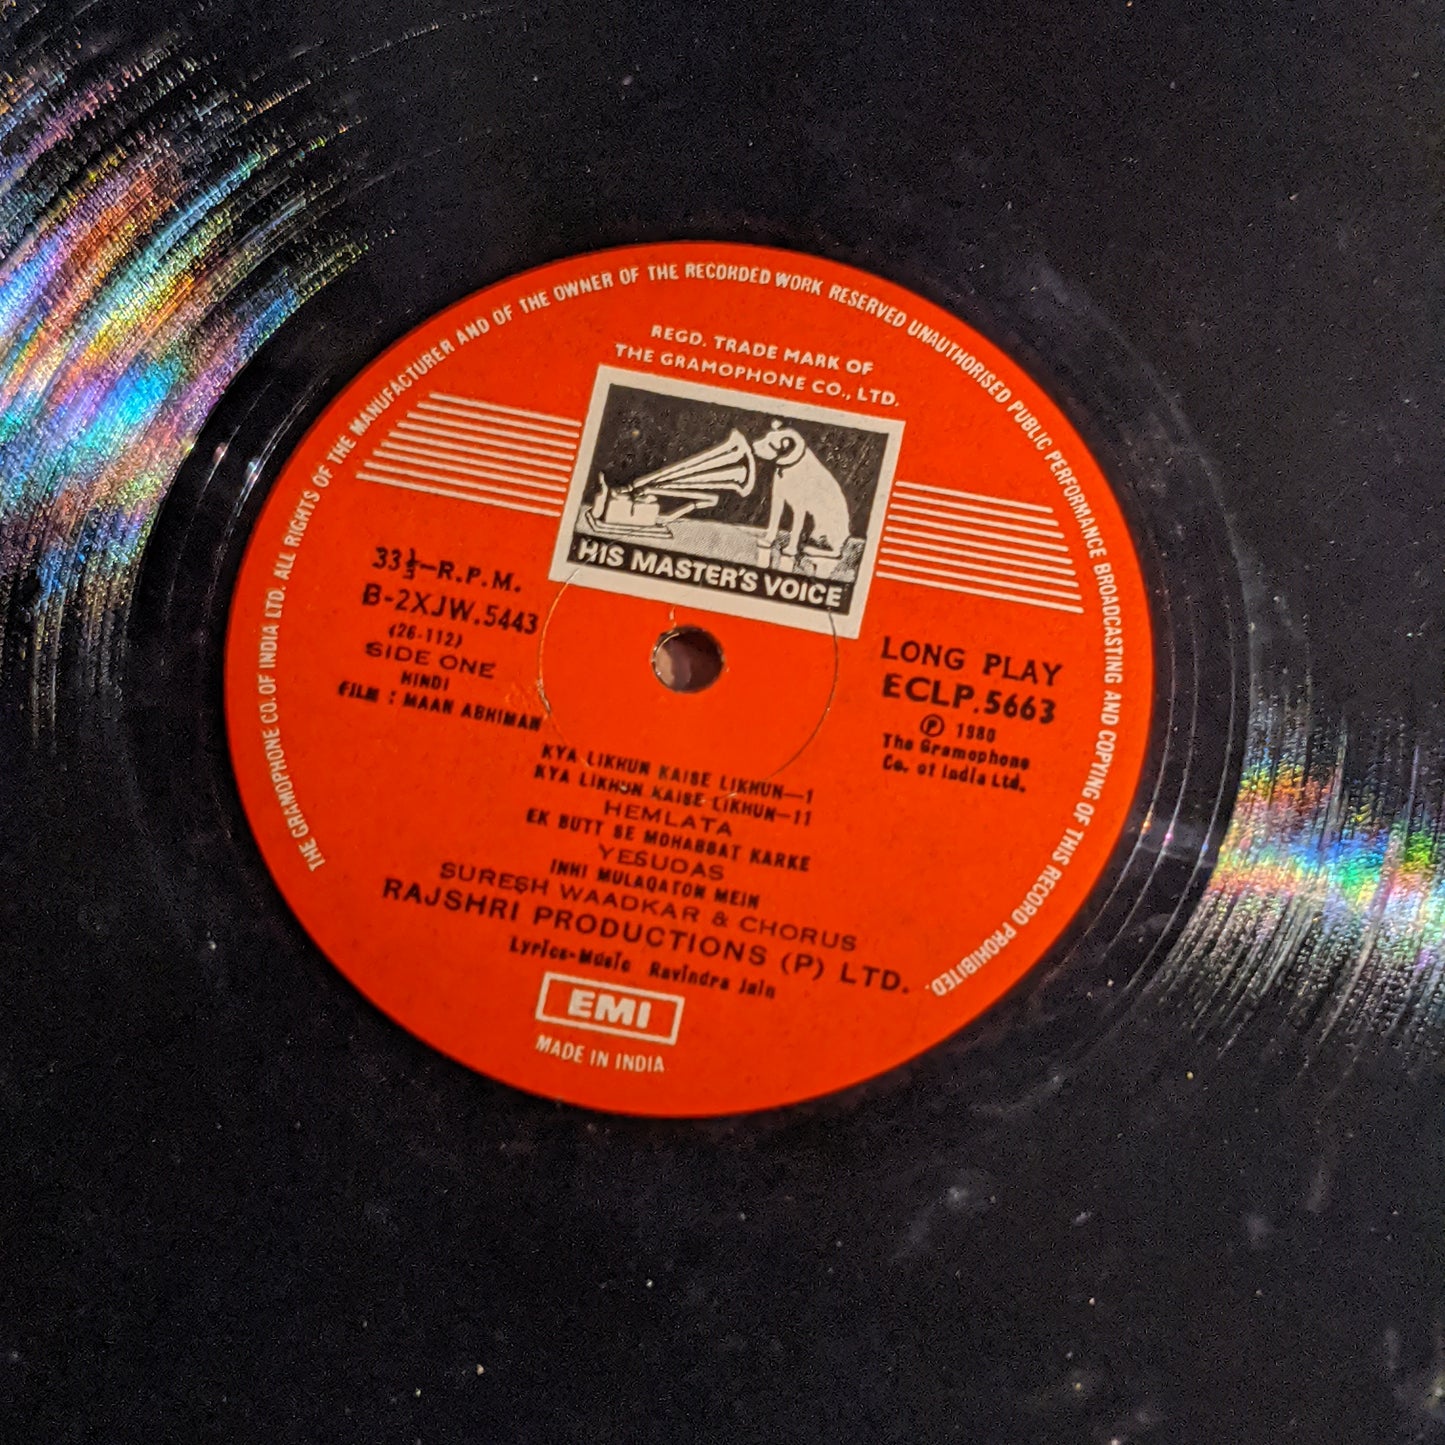 THE GRAMOPHONE CO. OF INDIA LTD. ALL RIGHTS OF THE MANUFACTURER AND OF THE OWNER OF THE RECORDED WORK RESERVED UNAUTHORISED PUBLIC PERFORMANCE BROADCASTING AND COPYING OF THIS RECORD PROHIBITED.
REGD. TRADE MARK OF
THE GRAMOPHONE CO., LTD.
HIS MASTER'S VOICE
33⅓-R.P.M.
B-2XJW.5443
(26-112)
SIDE ONE
HINDI
FILM : MAAN ABHIMAN
LONG PLAY
ECLP.5663
℗ 1980
The Gramophone
Co. of India Ltd.
KYA LIKHUN KAISE LIKHUN—1
KYA LIKHUN KAISE LIKHUN—11
HEMLATA
EK BUTT SE MOHABBAT KARKE
YESUDAS
INHI MULAQATON MEIN
SURESH WAADKAR & CHORUS
RAJSHRI PRODUCTIONS (P) LTD.
Lyrics-Music Ravindra Jain
EMI
MADE IN INDIA